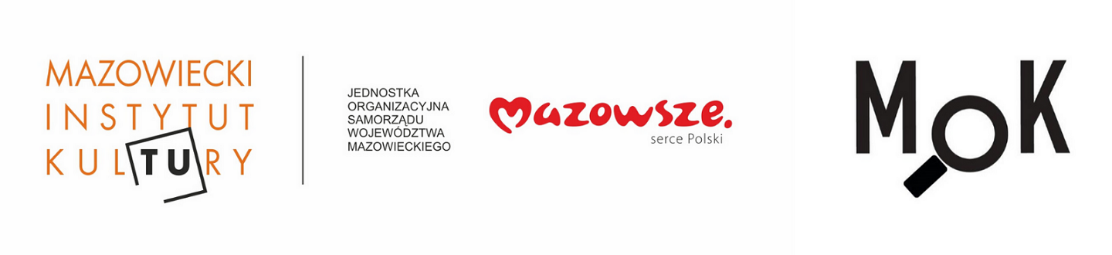 MAZOWIECKI
INSTYTUT
KULTURY
JEDNOSTKA
ORGANIZACYJNA
SAMORZĄDU
WOJEWÓDZTWA
MAZOWIECKIEGO
mazowsze.
serce Polski
MOK